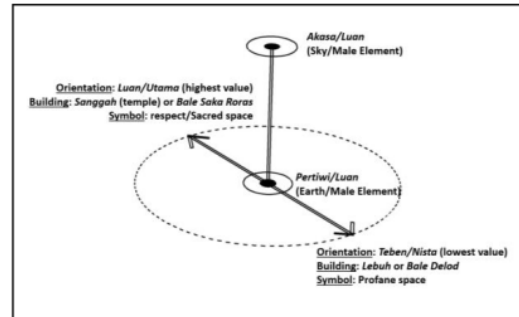 Akasa/Luan
(Sky/Male Element)
Orientation: Luan/Utama (highest value)
Building: Sanggah (temple) or Bale Saka Roras
Symbol: respect/Sacred space
Pertiwi/Luan
(Earth/Male Element)
Orientation: Teben/Nista (lowest value)
Building: Lebuh or Bale Delod
Symbol: Profane space